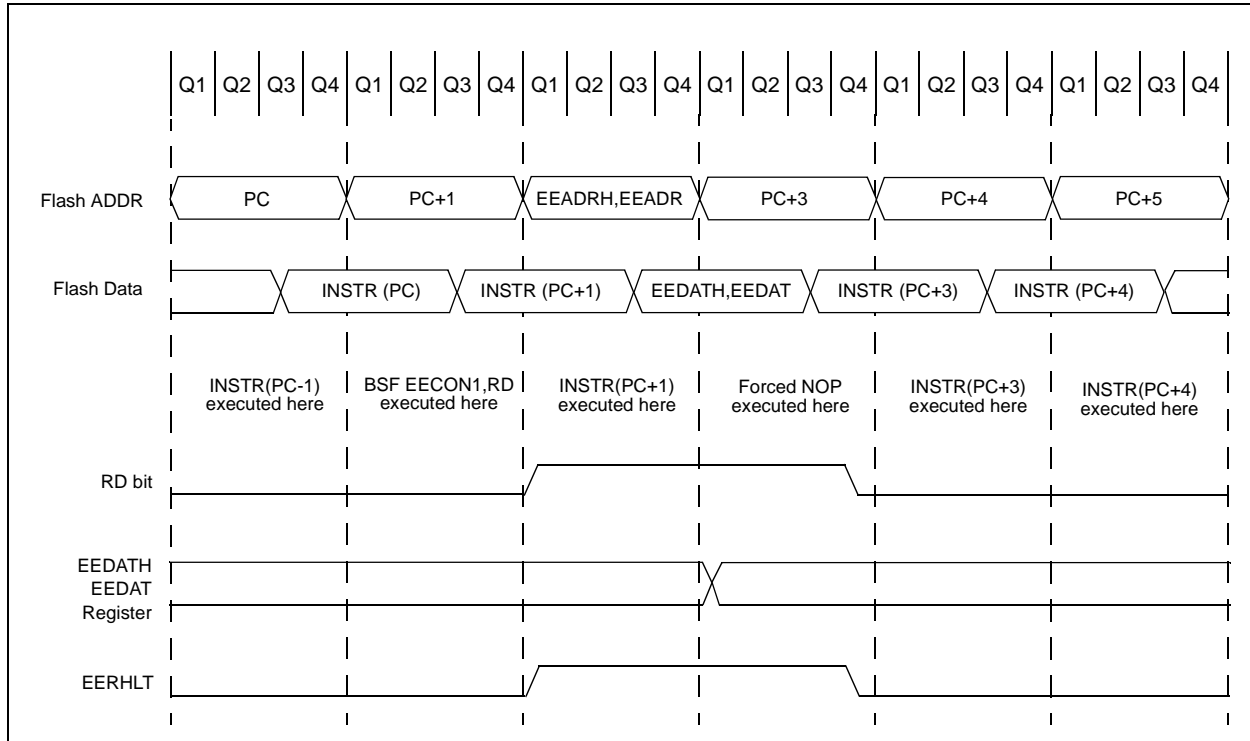 Q1 Q2 Q3 Q4 Q1 Q2 Q3 Q4 Q1 Q2 Q3 Q4 Q1 Q2 Q3 Q4 Q1 Q2 Q3 Q4 Q1 Q2 Q3 Q4
Flash ADDR PC PC+1 EEADRH,EEADR PC+3 PC+4 PC+5
Flash Data INSTR (PC) INSTR (PC+1) EEDATH,EEDAT INSTR (PC+3) INSTR (PC+4)
INSTR(PC-1) BSF EECON1,RD INSTR(PC+1) Forced NOP INSTR(PC+3) INSTR(PC+4)
executed here executed here executed here executed here executed here executed here
RD bit
EEDATH
EEDAT
Register
EERHLT